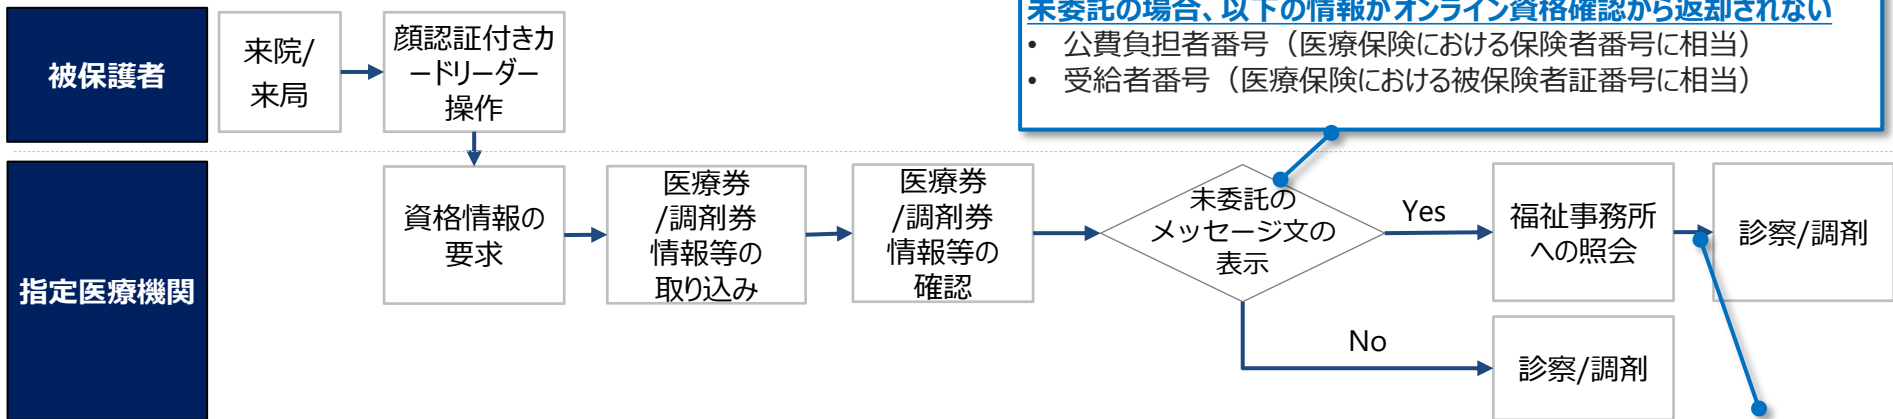 未委託の場合、以下の情報がオンライン資格確認から返却されない
• 公費負担者番号（医療保険における保険者番号に相当）
• 受給者番号（医療保険における被保険者証番号に相当）
被保護者
来院/
来局
顔認証付きカ
ードリーダー
操作
指定医療機関
資格情報の
要求
医療券
/調剤券
情報等の
取り込み
医療券
/調剤券
情報等の
確認
未委託の
メッセージ文の
表示
Yes
福祉事務所
への照会
診察/調剤
No
診察/調剤